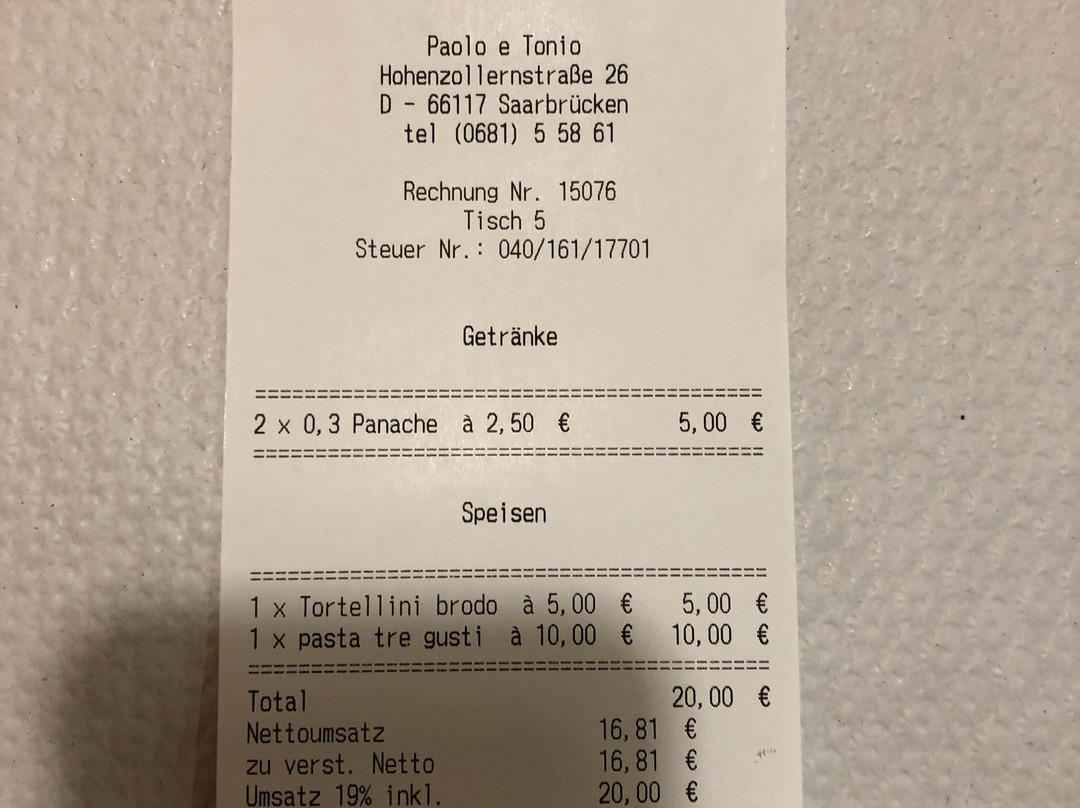 Paolo e Tonio
Hohenzollernstraße 26
D - 66117 Saarbrücken
tel (0681) 5 58 61
Rechnung Nr. 15076
Tisch 5
Steuer Nr.: 040/161/17701
Getränke
==========================================
2 x 0,3 Panache à 2,50 € 5,00 €
==========================================
Speisen
==========================================
1 x Tortellini brodo à 5,00 € 5,00 €
1 x pasta tre gusti à 10,00 € 10,00 €
==========================================
Total 20,00 €
Nettoumsatz 16,81 €
zu verst. Netto 16,81 €
Umsatz 19% inkl. 20,00 €